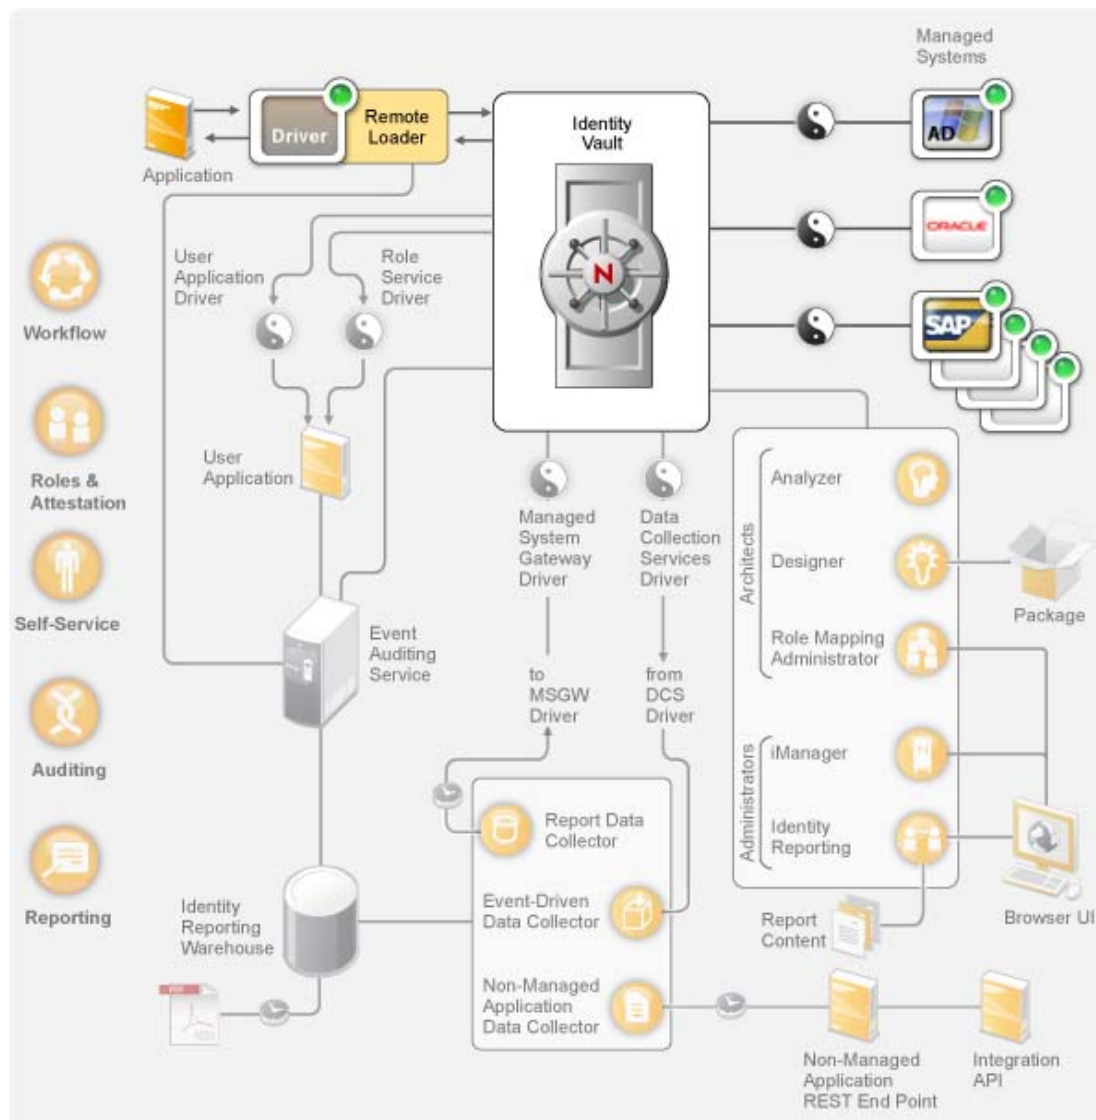 Managed
Systems
Driver
Remote
Loader
Application
Identity
Vault
N
AD
ORACLE
SAP
User
Application
Driver
Role
Service
Driver
Workflow
Roles &
Attestation
Self-Service
Auditing
Reporting
User
Application
Event
Auditing
Service
Managed
System
Gateway
Driver
Data
Collection
Services
Driver
to
MSGW
Driver
from
DCS
Driver
Architects
Analyzer
Designer
Role Mapping
Administrator
Administrators
iManager
N
Identity
Reporting
Package
Browser UI
Report
Content
Report Data
Collector
Event-Driven
Data Collector
Non-Managed
Application
Data Collector
Identity
Reporting
Warehouse
PDF
Non-Managed
Application
REST End Point
Integration
API